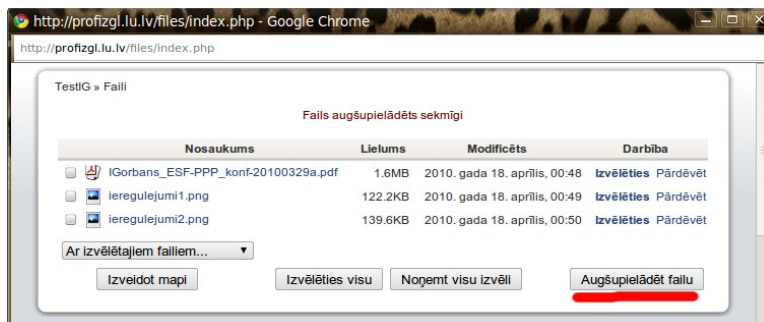 http://profizgl.lu.lv/files/index.php - Google Chrome
http://profizgl.lu.lv/files/index.php
TestIG » Faili
Fails augšupielādēts sekmīgi
Nosaukums Lielums Modificēts Darbība
IGorbans_ESF-PPP_konf-20100329a.pdf 1.6MB 2010. gada 18. aprīlis, 00:48 Izvēlēties Pārdēvēt
ieregulejumi1.png 122.2KB 2010. gada 18. aprīlis, 00:49 Izvēlēties Pārdēvēt
ieregulejumi2.png 139.6KB 2010. gada 18. aprīlis, 00:50 Izvēlēties Pārdēvēt
Ar izvēlētajiem failiem...
Izveidot mapi Izvēlēties visu Noņemt visu izvēli Augšupielādēt failu